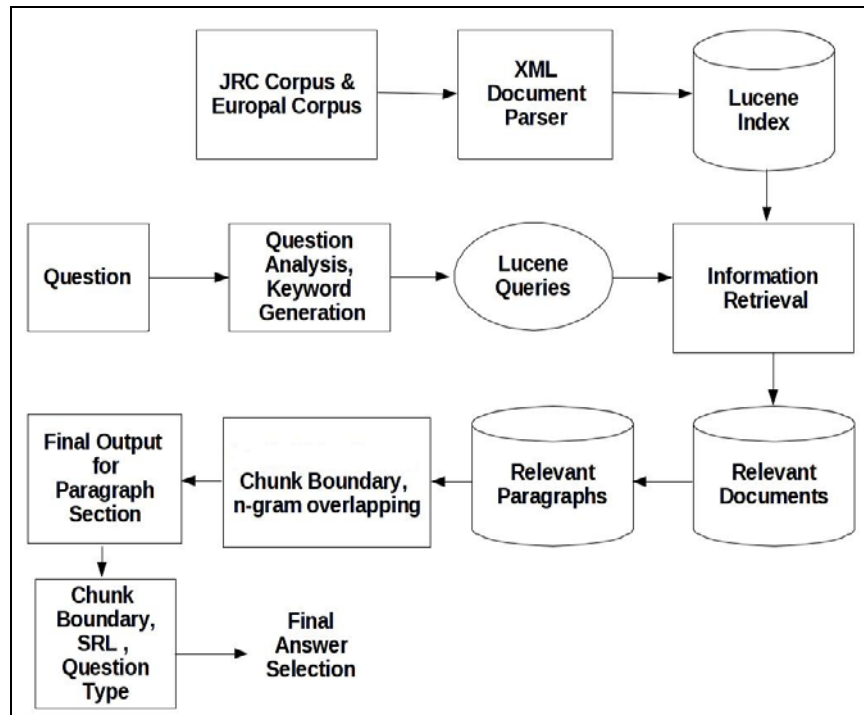 JRC Corpus &
Europal Corpus
XML
Document
Parser
Lucene
Index
Question
Question
Analysis,
Keyword
Generation
Lucene
Queries
Information
Retrieval
Final Output
for
Paragraph
Section
Chunk Boundary,
n-gram overlapping
Relevant
Paragraphs
Relevant
Documents
Chunk
Boundary,
SRL ,
Question
Type
Final
Answer
Selection